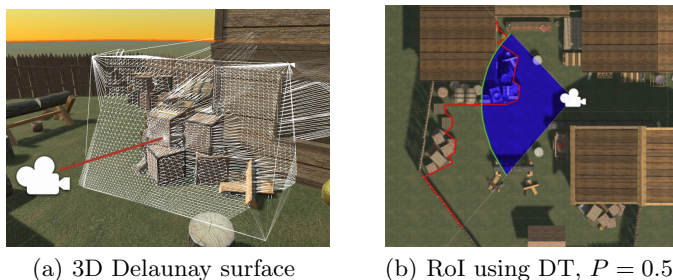 (a) 3D Delaunay surface
(b) RoI using DT, P = 0.5